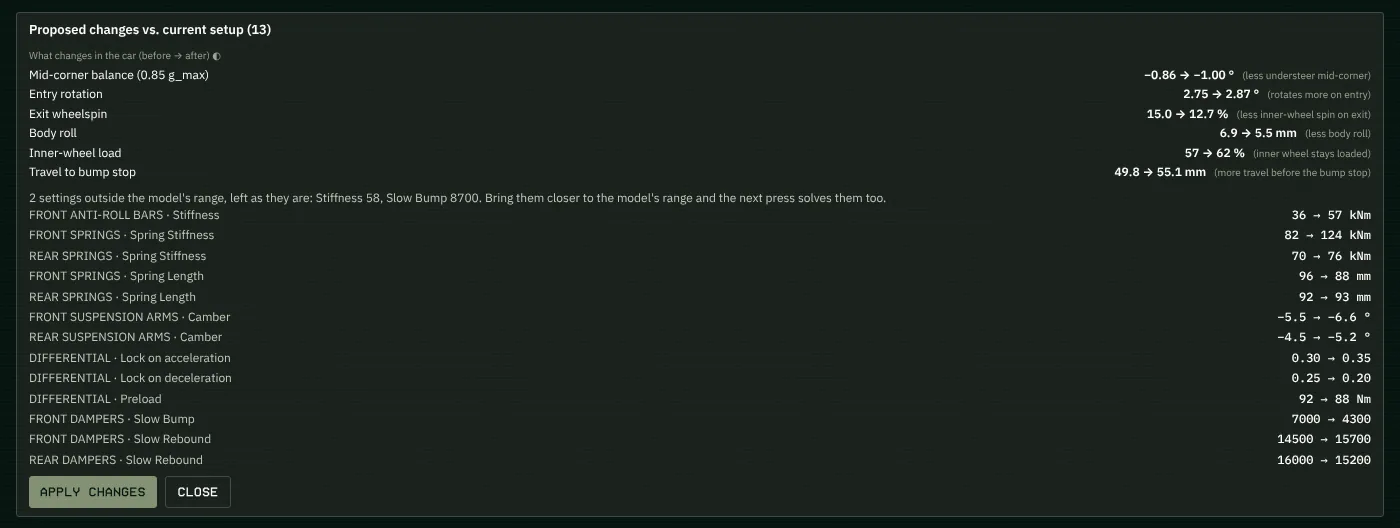 Proposed changes vs. current setup (13)
What changes in the car (before → after) ◐
Mid-corner balance (0.85 g_max) −0.86 → −1.00 ° (less understeer mid-corner)
Entry rotation 2.75 → 2.87 ° (rotates more on entry)
Exit wheelspin 15.0 → 12.7 % (less inner-wheel spin on exit)
Body roll 6.9 → 5.5 mm (less body roll)
Inner-wheel load 57 → 62 % (inner wheel stays loaded)
Travel to bump stop 49.8 → 55.1 mm (more travel before the bump stop)
2 settings outside the model's range, left as they are: Stiffness 58, Slow Bump 8700. Bring them closer to the model's range and the next press solves them too.
FRONT ANTI-ROLL BARS · Stiffness 36 → 57 kNm
FRONT SPRINGS · Spring Stiffness 82 → 124 kNm
REAR SPRINGS · Spring Stiffness 70 → 76 kNm
FRONT SPRINGS · Spring Length 96 → 88 mm
REAR SPRINGS · Spring Length 92 → 93 mm
FRONT SUSPENSION ARMS · Camber −5.5 → −6.6 °
REAR SUSPENSION ARMS · Camber −4.5 → −5.2 °
DIFFERENTIAL · Lock on acceleration 0.30 → 0.35
DIFFERENTIAL · Lock on deceleration 0.25 → 0.20
DIFFERENTIAL · Preload 92 → 88 Nm
FRONT DAMPERS · Slow Bump 7000 → 4300
FRONT DAMPERS · Slow Rebound 14500 → 15700
REAR DAMPERS · Slow Rebound 16000 → 15200
APPLY CHANGES CLOSE